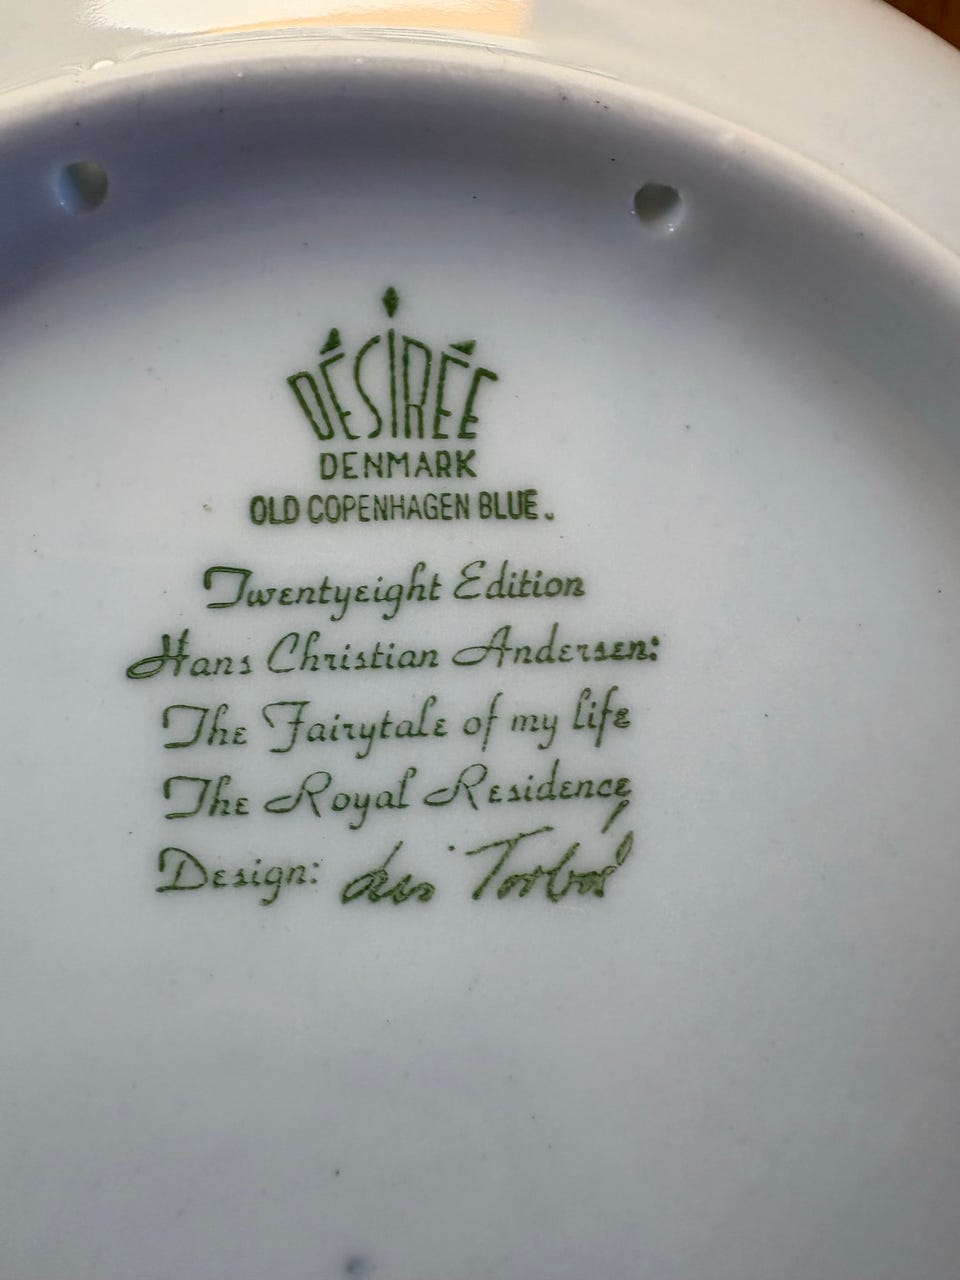 DÉSIRÉE
DENMARK
OLD COPENHAGEN BLUE.
Twentyeight Edition
Hans Christian Andersen:
The Fairytale of my life
The Royal Residence
Design: